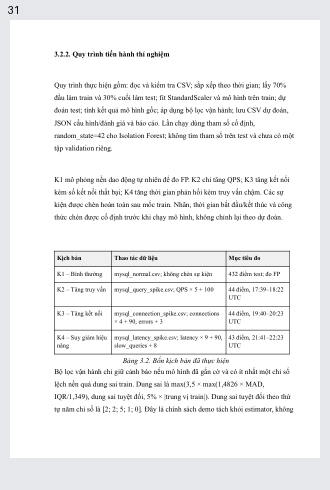 31
3.2.2. Quy trình tiến hành thí nghiệm
Quy trình thực hiện gồm: đọc và kiểm tra CSV; sắp xếp theo thời gian; lấy 70%
đầu làm train và 30% cuối làm test; fit StandardScaler và mô hình trên train; dự
đoán test; tính kết quả mô hình gốc; áp dụng bộ lọc vận hành; lưu CSV dự đoán,
JSON cấu hình/đánh giá và báo cáo. Lần chạy dùng tham số cố định,
random_state=42 cho Isolation Forest; không tìm tham số trên test và chưa có một
tập validation riêng.
K1 mô phỏng nền dao động tự nhiên để đo FP. K2 chỉ tăng QPS; K3 tăng kết nối
kèm số kết nối thất bại; K4 tăng thời gian phản hồi kèm truy vấn chậm. Các sự
kiện được chèn hoàn toàn sau mốc train. Nhãn, thời gian bắt đầu/kết thúc và công
thức chèn được cố định trước khi chạy mô hình, không chỉnh lại theo dự đoán.
Kịch bản Thao tác dữ liệu Mục tiêu đo
K1 – Bình thường mysql_normal.csv; không chèn sự kiện 432 điểm test; đo FP
K2 – Tăng truy vấn mysql_query_spike.csv; QPS × 5 + 100 44 điểm, 17:39–18:22
UTC
K3 – Tăng kết nối mysql_connection_spike.csv; connections 44 điểm, 19:40–20:23
× 4 + 90, errors + 3 UTC
K4 – Suy giảm hiệu mysql_latency_spike.csv; latency × 9 + 90, 43 điểm, 21:41–22:23
năng slow_queries + 8 UTC
Bảng 3.2. Bốn kịch bản đã thực hiện
Bộ lọc vận hành chỉ giữ cảnh báo nếu mô hình đã gắn cờ và có ít nhất một chỉ số
lệch nền quá dung sai train. Dung sai là max(3,5 × max(1,4826 × MAD,
IQR/1,349), dung sai tuyệt đối, 5% × |trung vị train|). Dung sai tuyệt đối theo thứ
tự năm chỉ số là [2; 2; 5; 1; 0]. Đây là chính sách demo tách khỏi estimator, không